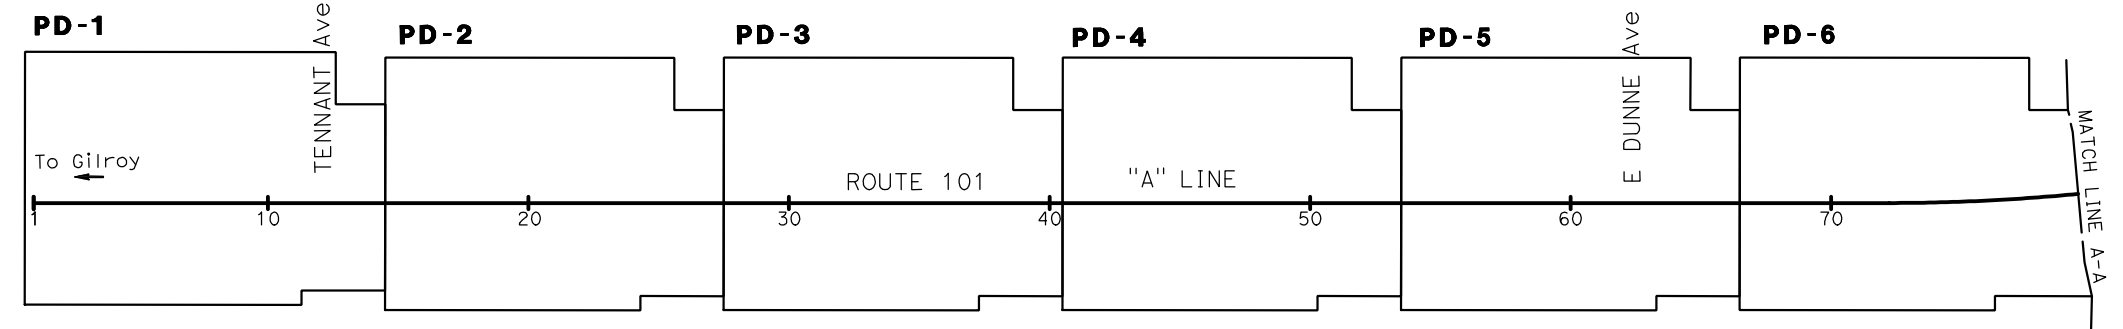 PD-1
PD-2
PD-3
PD-4
PD-5
PD-6
TENNANT Ave
E DUNNE Ave
To Gilroy
ROUTE 101
"A" LINE
MATCH LINE A-A
1
10
20
30
40
50
60
70